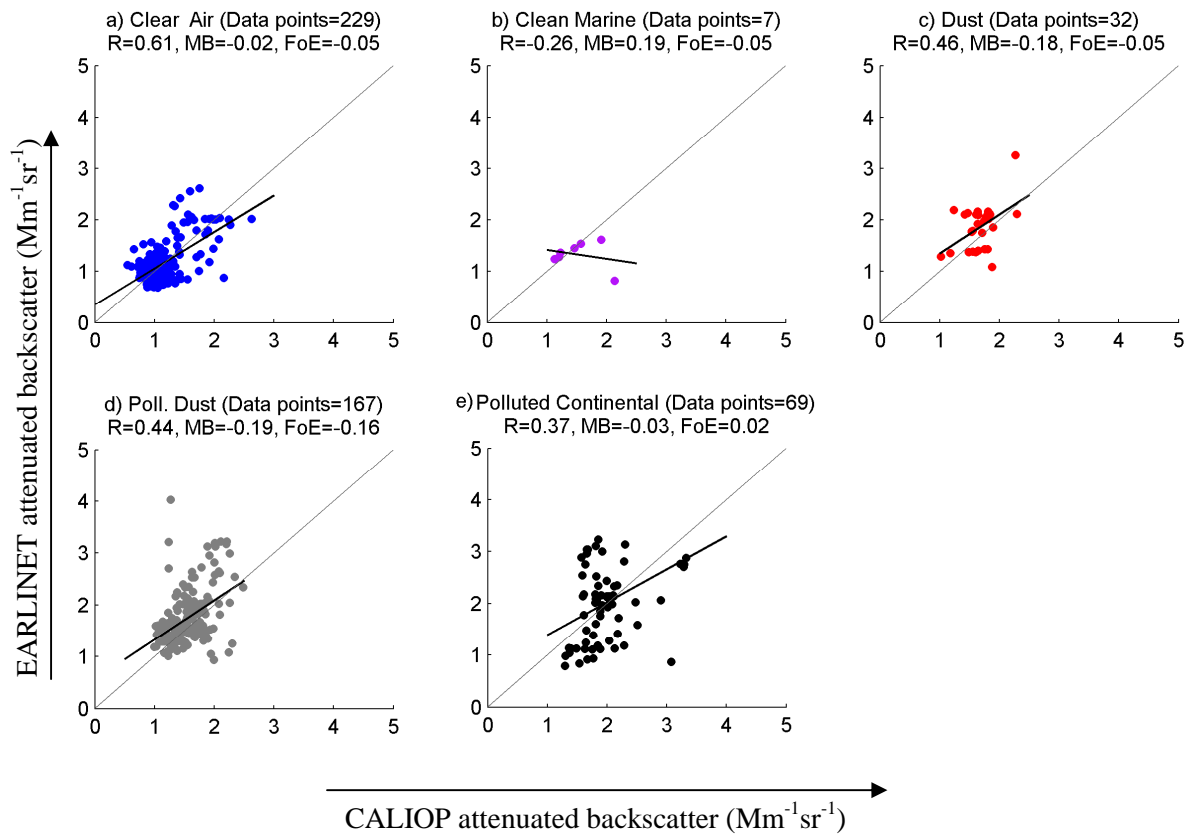 a) Clear Air (Data points=229)
R=0.61, MB=-0.02, FoE=-0.05
5
4
3
2
1
0
0 1 2 3 4 5
b) Clean Marine (Data points=7)
R=-0.26, MB=0.19, FoE=-0.05
5
4
3
2
1
0
0 1 2 3 4 5
c) Dust (Data points=32)
R=0.46, MB=-0.18, FoE=-0.05
5
4
3
2
1
0
0 1 2 3 4 5
d) Poll. Dust (Data points=167)
R=0.44, MB=-0.19, FoE=-0.16
5
4
3
2
1
0
0 1 2 3 4 5
e) Polluted Continental (Data points=69)
R=0.37, MB=-0.03, FoE=0.02
5
4
3
2
1
0
0 1 2 3 4 5
EARLINET attenuated backscatter (Mm⁻¹sr⁻¹)
CALIOP attenuated backscatter (Mm⁻¹sr⁻¹)